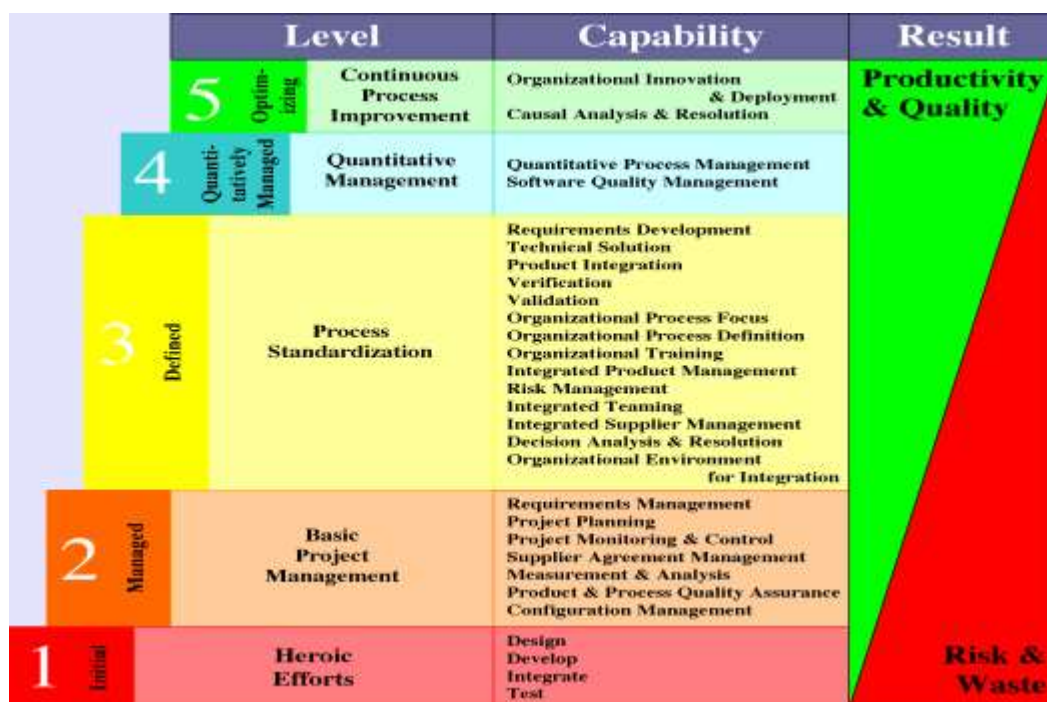 Level
Capability
Result
5
Optim-
izing
Continuous
Process
Improvement
Organizational Innovation
& Deployment
Causal Analysis & Resolution
Productivity
& Quality
4
Quanti-
tatively
Managed
Quantitative
Management
Quantitative Process Management
Software Quality Management
3
Defined
Process
Standardization
Requirements Development
Technical Solution
Product Integration
Verification
Validation
Organizational Process Focus
Organizational Process Definition
Organizational Training
Integrated Product Management
Risk Management
Integrated Teaming
Integrated Supplier Management
Decision Analysis & Resolution
Organizational Environment
for Integration
2
Managed
Basic
Project
Management
Requirements Management
Project Planning
Project Monitoring & Control
Supplier Agreement Management
Measurement & Analysis
Product & Process Quality Assurance
Configuration Management
1
Initial
Heroic
Efforts
Design
Develop
Integrate
Test
Risk &
Waste